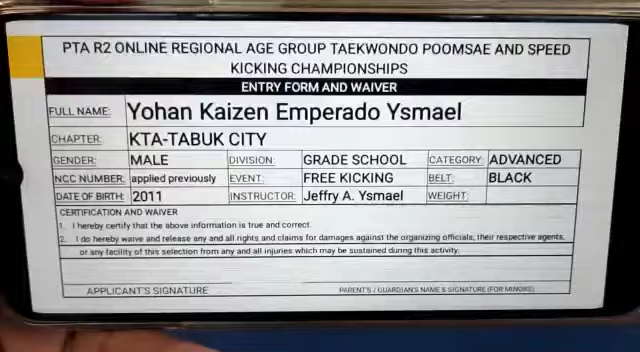 PTA R2 ONLINE REGIONAL AGE GROUP TAEKWONDO POOMSAE AND SPEED
KICKING CHAMPIONSHIPS
ENTRY FORM AND WAIVER
FULL NAME: Yohan Kaizen Emperado Ysmael
CHAPTER: KTA-TABUK CITY
GENDER: MALE DIVISION: GRADE SCHOOL CATEGORY: ADVANCED
NCC NUMBER: applied previously EVENT: FREE KICKING BELT: BLACK
DATE OF BIRTH: 2011 INSTRUCTOR: Jeffry A. Ysmael WEIGHT:
CERTIFICATION AND WAIVER
1. I hereby certify that the above information is true and correct.
2. I do hereby waive and release any and all rights and claims for damages against the organizing officials, their respective agents,
or any facility of this selection from any and all injuries which may be sustained during this activity.
APPLICANT'S SIGNATURE PARENT'S / GUARDIAN'S NAME & SIGNATURE (FOR MINORS)